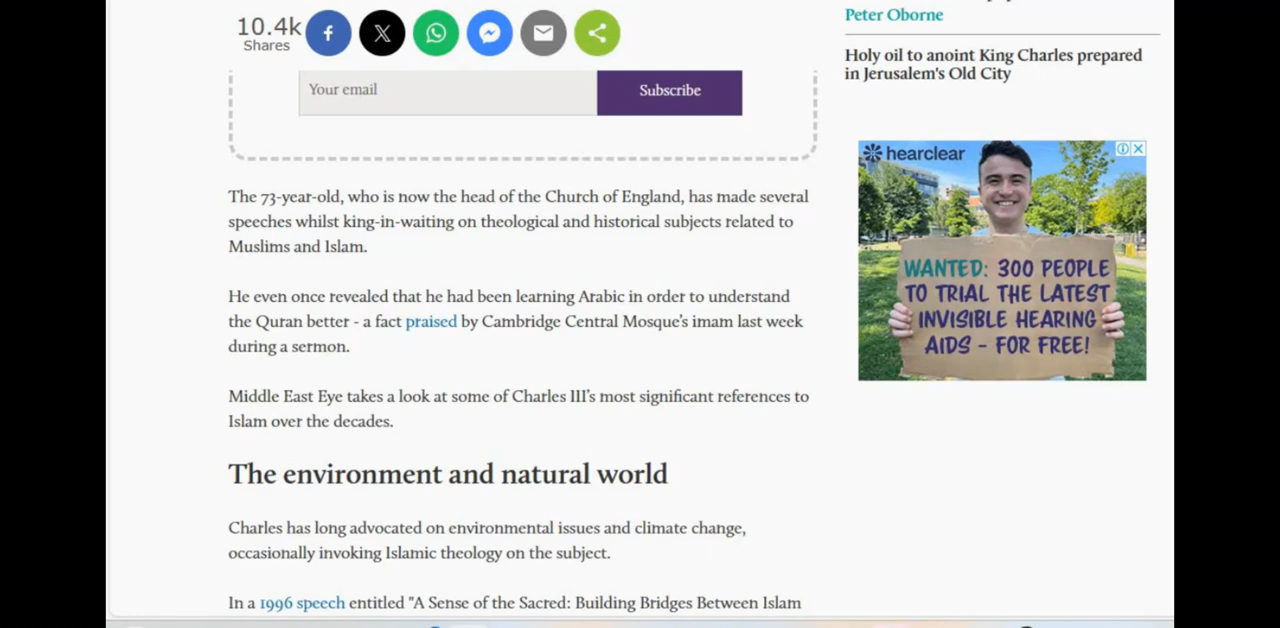 10.4k
Shares
Your email
Subscribe
The 73-year-old, who is now the head of the Church of England, has made several
speeches whilst king-in-waiting on theological and historical subjects related to
Muslims and Islam.
He even once revealed that he had been learning Arabic in order to understand
the Quran better - a fact praised by Cambridge Central Mosque's imam last week
during a sermon.
Middle East Eye takes a look at some of Charles III's most significant references to
Islam over the decades.
The environment and natural world
Charles has long advocated on environmental issues and climate change,
occasionally invoking Islamic theology on the subject.
In a 1996 speech entitled "A Sense of the Sacred: Building Bridges Between Islam
Peter Oborne
Holy oil to anoint King Charles prepared
in Jerusalem's Old City
hearclear
WANTED: 300 PEOPLE
TO TRIAL THE LATEST
INVISIBLE HEARING
AIDS - FOR FREE!